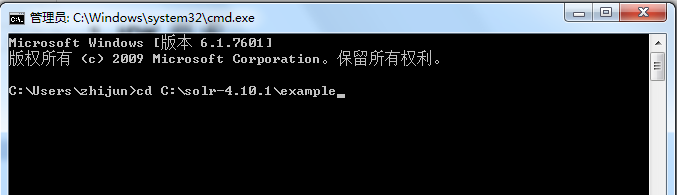 管理员: C:\Windows\system32\cmd.exe
Microsoft Windows [版本 6.1.7601]
版权所有 (c) 2009 Microsoft Corporation。保留所有权利。
C:\Users\zhijun>cd C:\solr-4.10.1\example